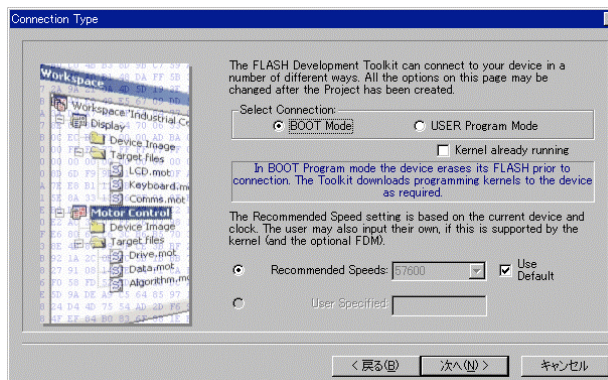 Connection Type
The FLASH Development Toolkit can connect to your device in a
number of different ways. All the options on this page may be
changed after the Project has been created.
Select Connection:
BOOT Mode
USER Program Mode
Kernel already running
In BOOT Program mode the device erases its FLASH prior to
connection. The Toolkit downloads programming kernels to the device
as required.
The Recommended Speed setting is based on the current device and
clock. The user may also input their own, if this is supported by the
kernel (and the optional FDM).
Recommended Speeds: 57600
Use
Default
User Specified:
Workspace
Workspace 'Industrial Co
Display
Device Image
Target files
LCD.mot
Keyboard.m
Comms.mot
Motor Control
Device Image
Target files
Drive.mot
Data.mot
Algorithm.m
< 戻る(B)
次へ(N) >
キャンセル